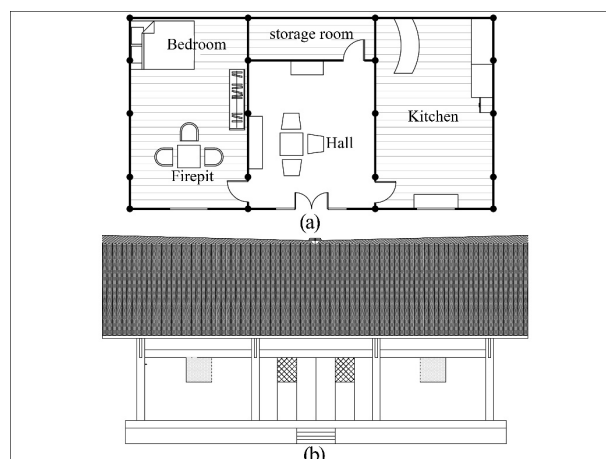 Bedroom
storage room
Kitchen
Hall
Firepit
(a)
(b)